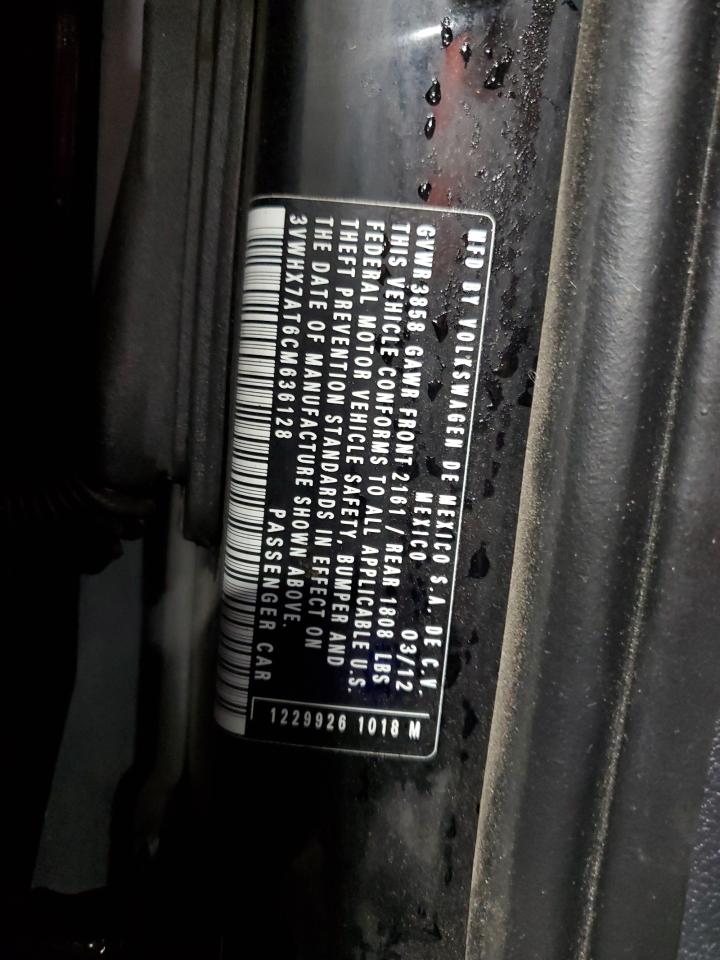 MFD BY VOLKSWAGEN DE MEXICO S.A. DE C.V.
MEXICO 03/12
GVWR 3858 GAWR FRONT 2161 / REAR 1808 LBS
THIS VEHICLE CONFORMS TO ALL APPLICABLE U.S.
FEDERAL MOTOR VEHICLE SAFETY, BUMPER AND
THEFT PREVENTION STANDARDS IN EFFECT ON
THE DATE OF MANUFACTURE SHOWN ABOVE.
3VWHX7AT6CM636128 PASSENGER CAR
1229926 1018 M